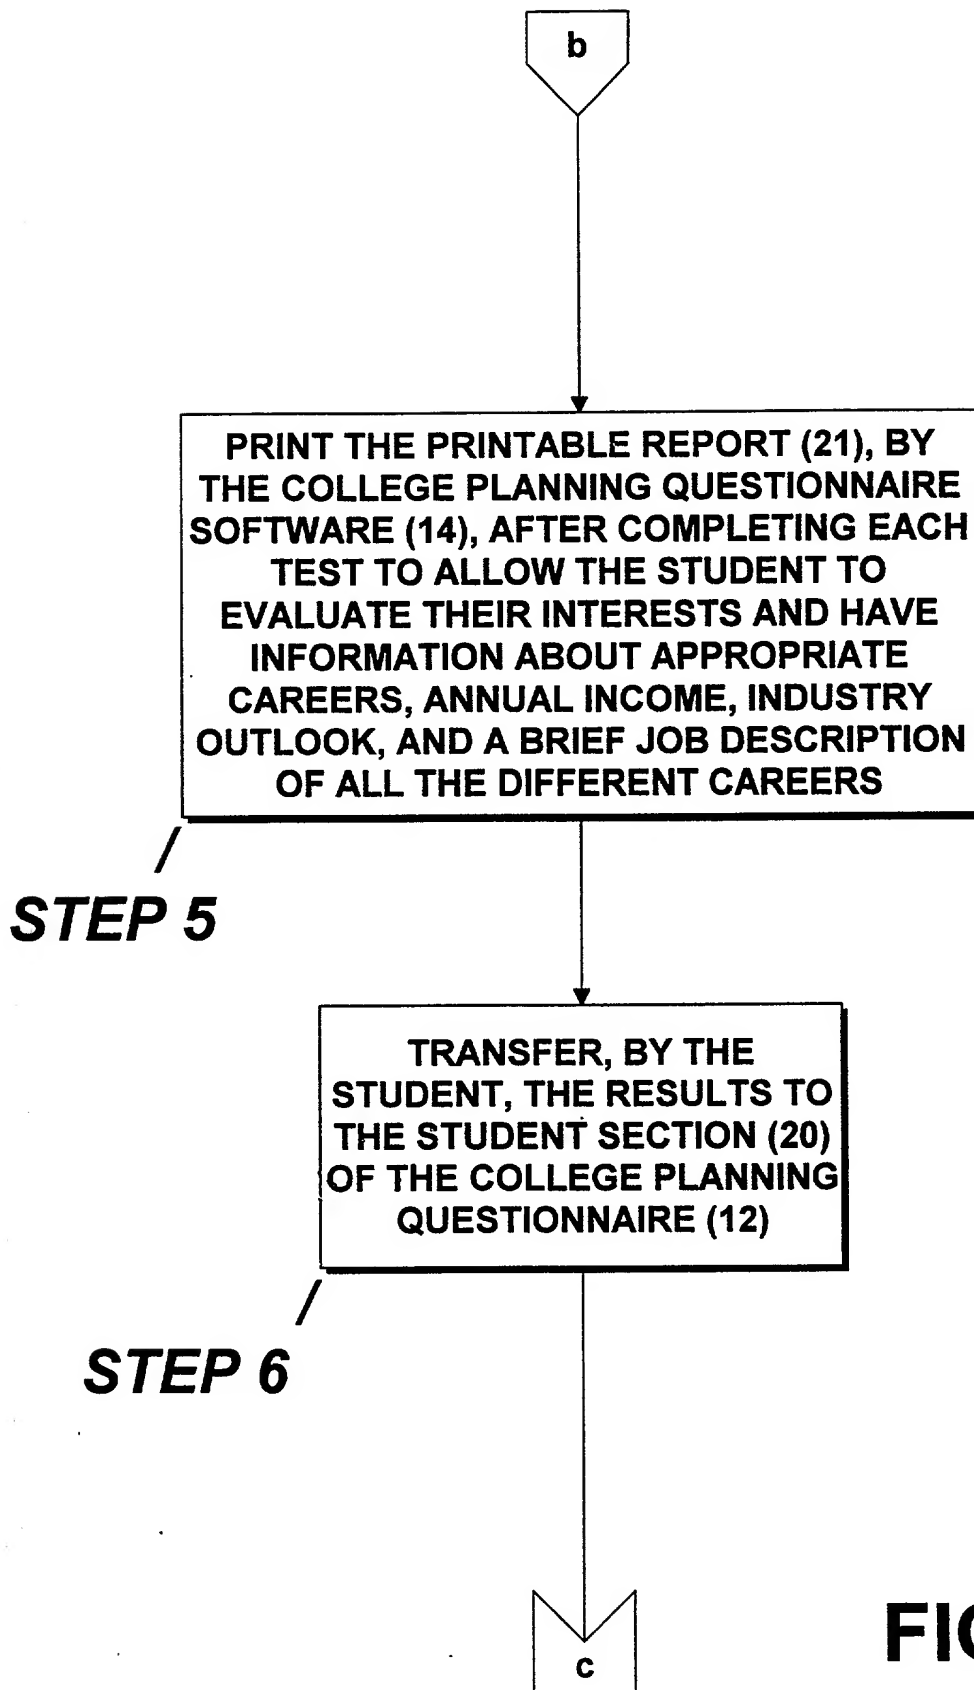 b
PRINT THE PRINTABLE REPORT (21), BY
THE COLLEGE PLANNING QUESTIONNAIRE
SOFTWARE (14), AFTER COMPLETING EACH
TEST TO ALLOW THE STUDENT TO
EVALUATE THEIR INTERESTS AND HAVE
INFORMATION ABOUT APPROPRIATE
CAREERS, ANNUAL INCOME, INDUSTRY
OUTLOOK, AND A BRIEF JOB DESCRIPTION
OF ALL THE DIFFERENT CAREERS
STEP 5
TRANSFER, BY THE
STUDENT, THE RESULTS TO
THE STUDENT SECTION (20)
OF THE COLLEGE PLANNING
QUESTIONNAIRE (12)
STEP 6
c